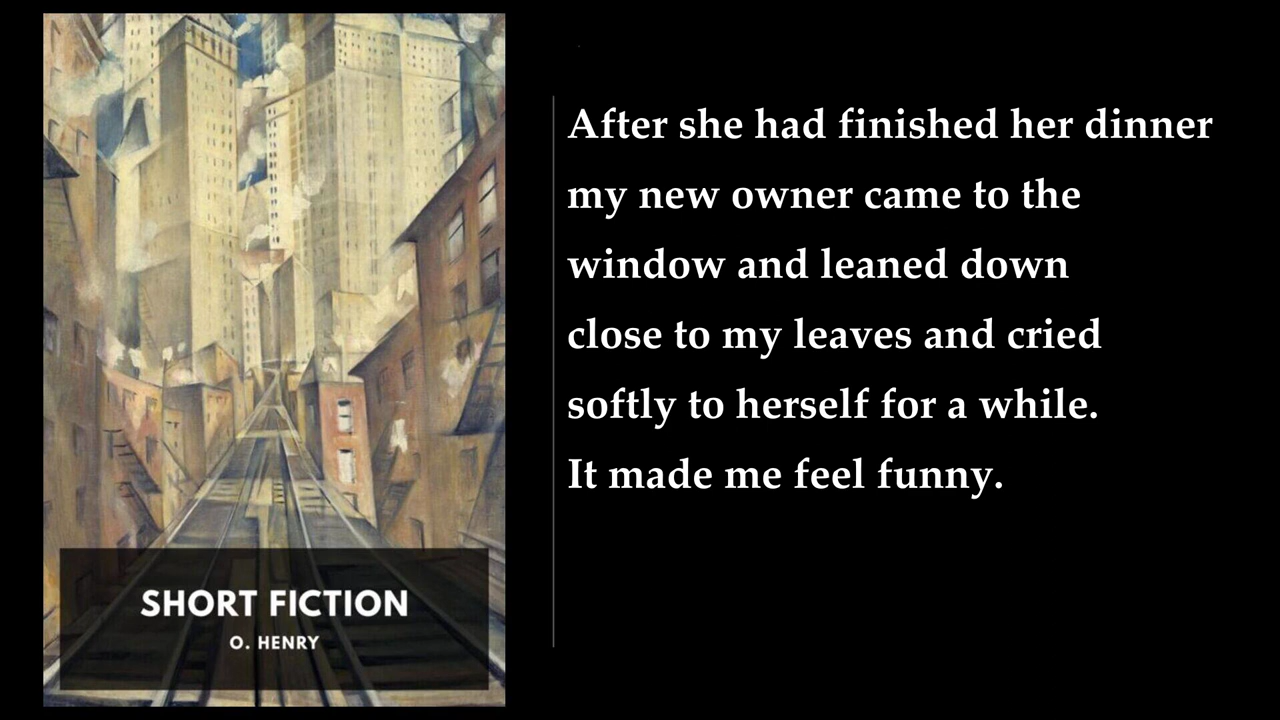 After she had finished her dinner
my new owner came to the
window and leaned down
close to my leaves and cried
softly to herself for a while.
It made me feel funny.
SHORT FICTION
O. HENRY